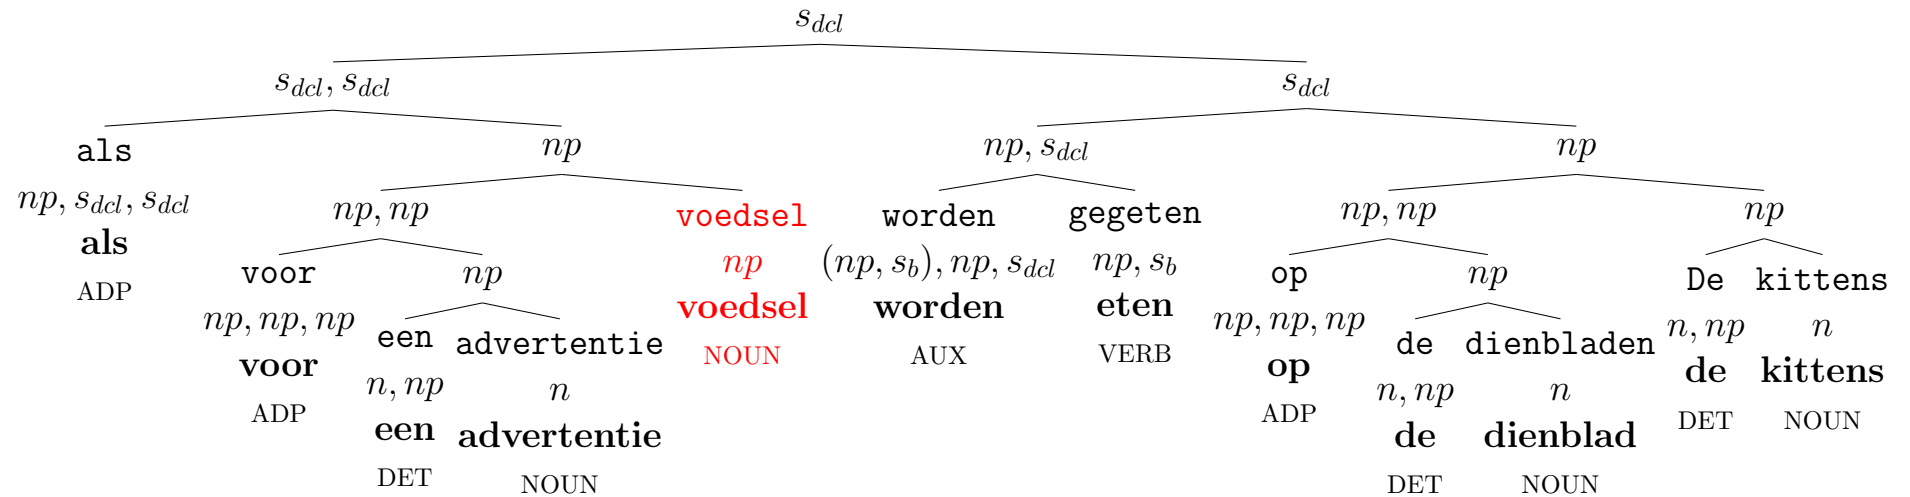 s_dcl
s_dcl, s_dcl s_dcl
als np np, s_dcl np
np, s_dcl, s_dcl np, np voedsel worden gegeten np, np np
als voor np np (np, s_b), np, s_dcl np, s_b op np De kittens
ADP np, np, np een advertentie voedsel worden eten np, np, np de dienbladen n, np n
voor n, np n NOUN AUX VERB op n, np n de kittens
ADP een advertentie ADP de dienblad DET NOUN
DET NOUN DET NOUN